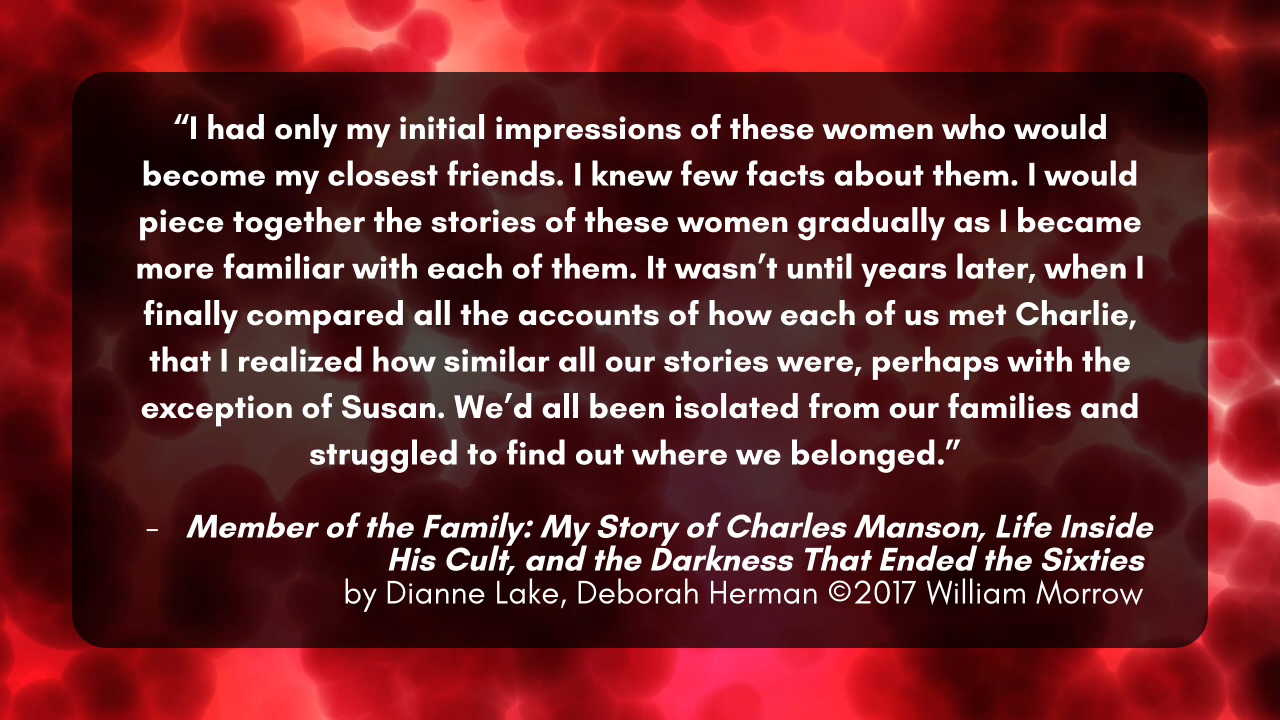 “I had only my initial impressions of these women who would
become my closest friends. I knew few facts about them. I would
piece together the stories of these women gradually as I became
more familiar with each of them. It wasn’t until years later, when I
finally compared all the accounts of how each of us met Charlie,
that I realized how similar all our stories were, perhaps with the
exception of Susan. We’d all been isolated from our families and
struggled to find out where we belonged.”
- Member of the Family: My Story of Charles Manson, Life Inside
His Cult, and the Darkness That Ended the Sixties
by Dianne Lake, Deborah Herman ©2017 William Morrow